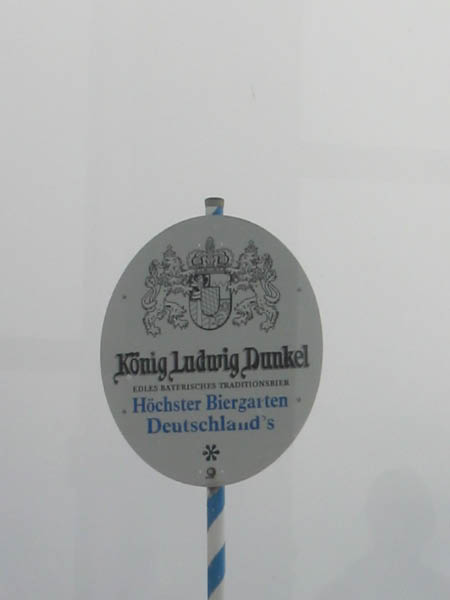 König Ludwig Dunkel
EDLES BAYERISCHES TRADITIONSBIER
Höchster Biergarten
Deutschland's
*